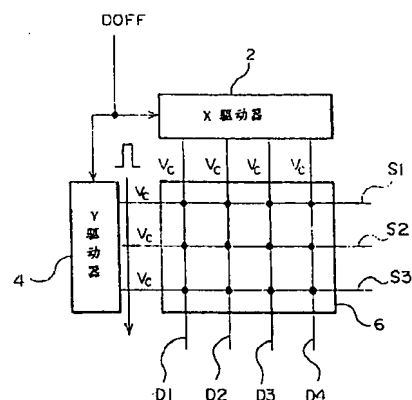 DOFF
2
X 驱动器
Vc Vc Vc Vc
S1
Vc
Y 驱动器
Vc
S2
4
Vc
S3
6
D1 D2 D3 D4